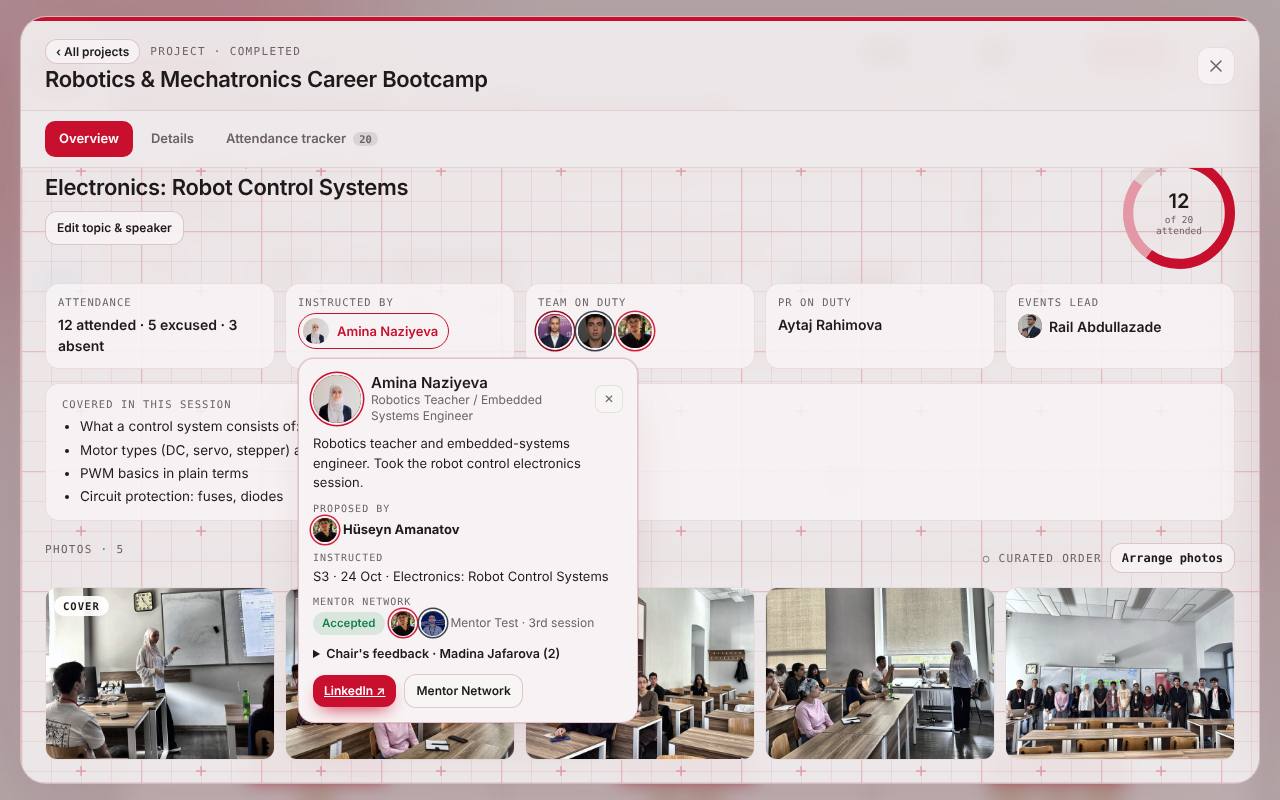 ‹ All projects
PROJECT · COMPLETED
Robotics & Mechatronics Career Bootcamp
Overview
Details
Attendance tracker 20
Electronics: Robot Control Systems
Edit topic & speaker
12
of 20
attended
ATTENDANCE
12 attended · 5 excused · 3
absent
INSTRUCTED BY
Amina Naziyeva
TEAM ON DUTY
PR ON DUTY
Aytaj Rahimova
EVENTS LEAD
Rail Abdullazade
COVERED IN THIS SESSION
• What a control system consists of:
• Motor types (DC, servo, stepper)
• PWM basics in plain terms
• Circuit protection: fuses, diodes
Amina Naziyeva
Robotics Teacher / Embedded
Systems Engineer
Robotics teacher and embedded-systems
engineer. Took the robot control electronics
session.
PROPOSED BY
Hüseyn Amanatov
INSTRUCTED
S3 · 24 Oct · Electronics: Robot Control Systems
MENTOR NETWORK
Accepted
Mentor Test · 3rd session
▶ Chair's feedback · Madina Jafarova (2)
LinkedIn ↗
Mentor Network
PHOTOS · 5
○ CURATED ORDER
Arrange photos
COVER